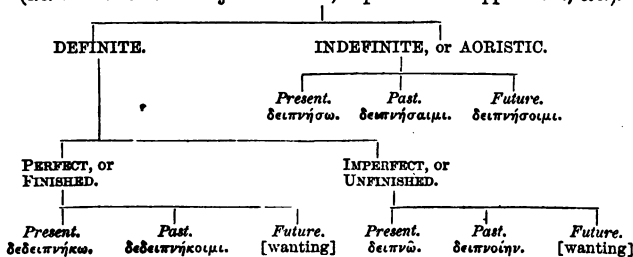 DEFINITE. INDEFINITE, or AORISTIC.
Present. Past. Future.
δειπνήσω. δειπνήσαιμι. δειπνήσοιμι.
PERFECT, or IMPERFECT, or
FINISHED. UNFINISHED.
Present. Past. Future. Present. Past. Future.
δεδειπνήκω. δεδειπνήκοιμι. [wanting] δειπνῶ. δειπνοίην. [wanting]